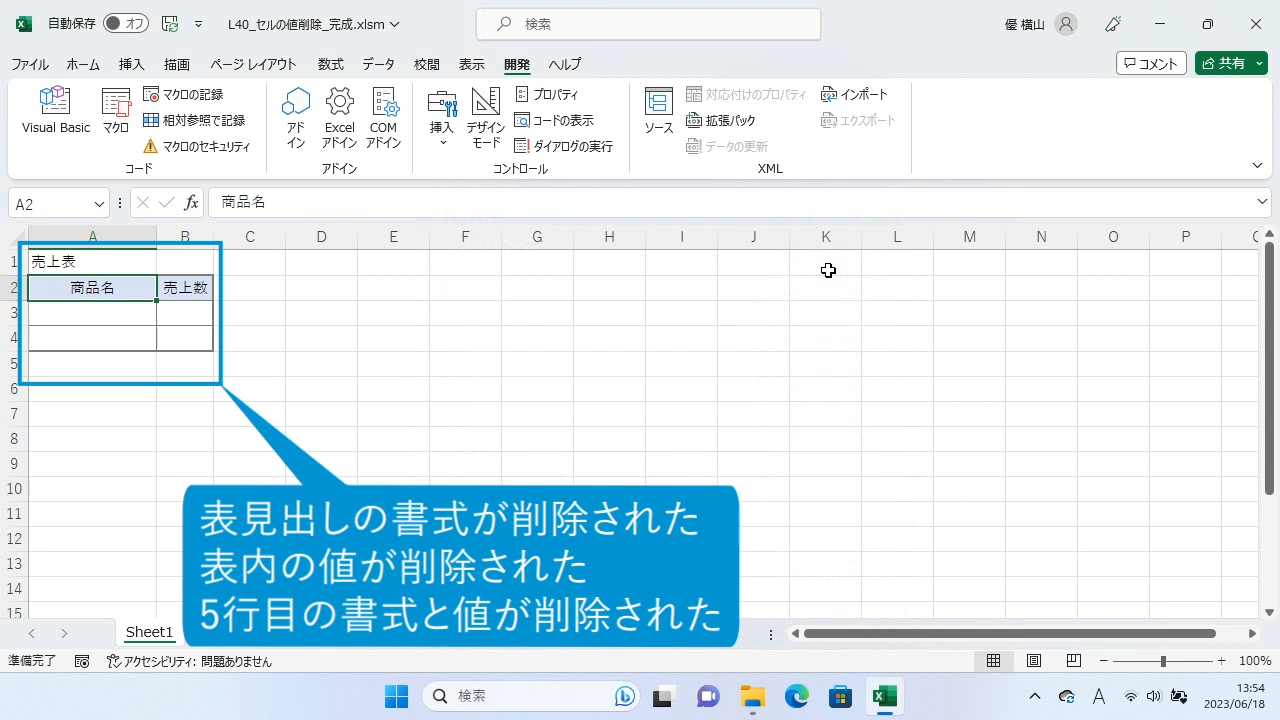 自動保存 オフ L40_セルの値削除_完成.xlsm 検索 優 横山
ファイル ホーム 挿入 描画 ページ レイアウト 数式 データ 校閲 表示 開発 ヘルプ コメント 共有
Visual Basic
マクロ
マクロの記録
相対参照で記録
マクロのセキュリティ
コード
アド
イン
Excel
アドイン
COM
アドイン
アドイン
挿入
デザイン
モード
プロパティ
コードの表示
ダイアログの実行
コントロール
ソース
対応付けのプロパティ
拡張パック
データの更新
インポート
エクスポート
XML
A2 fx 商品名
A B C D E F G H I J K L M N O P
1 売上表
2 商品名 売上数
3
4
5
6
7
8
9
10
11
12
13
14
15
表見出しの書式が削除された
表内の値が削除された
5行目の書式と値が削除された
Sheet1
準備完了 アクセシビリティ: 問題ありません 100%
検索 A 13:54
2023/06/18